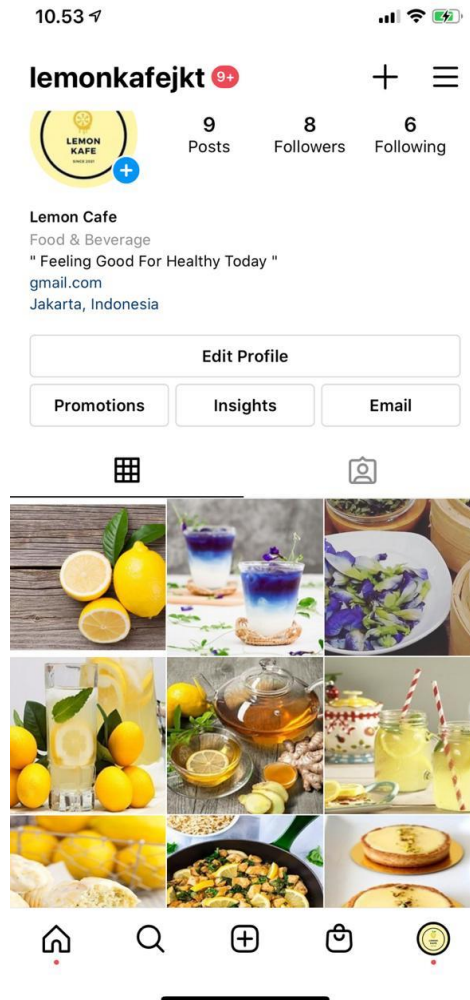 10.53
lemonkafejkt 9+
LEMON
KAFE
SINCE 2021
9 8 6
Posts Followers Following
Lemon Cafe
Food & Beverage
" Feeling Good For Healthy Today "
gmail.com
Jakarta, Indonesia
Edit Profile
Promotions Insights Email